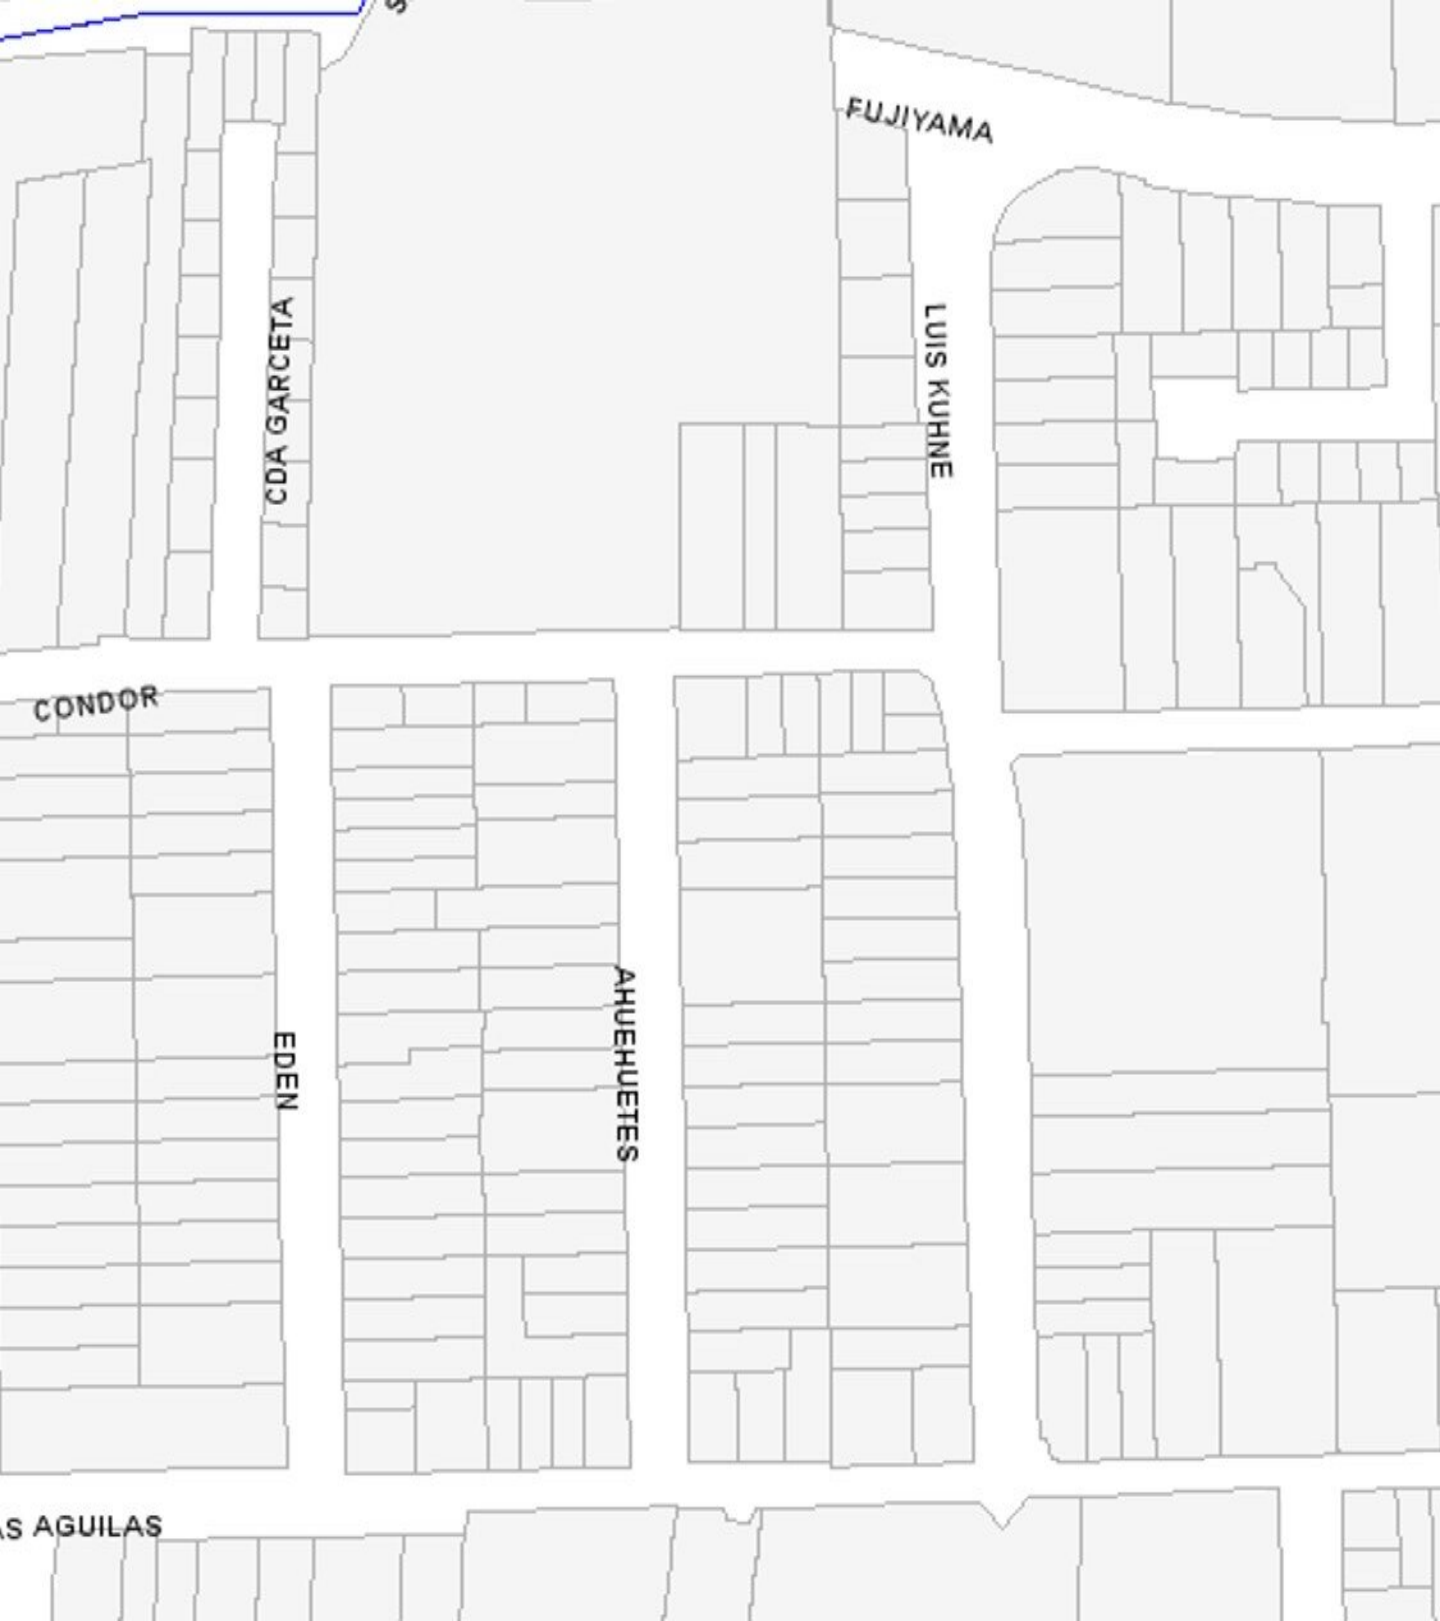 FUJIYAMA
CDA GARCETA
LUIS KUHNE
CONDOR
EDEN
AHUEHUETES
AS AGUILAS